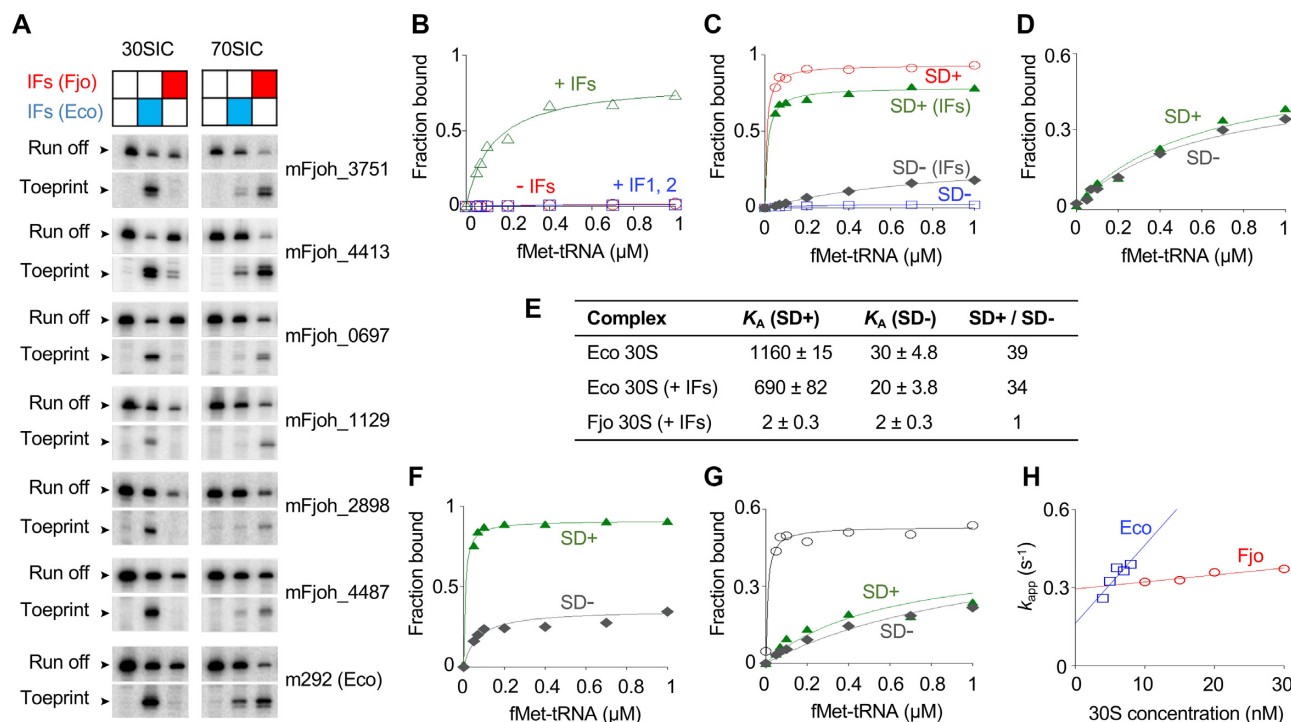 A
30SIC 70SIC
IFs (Fjo)
IFs (Eco)
Run off
Toeprint
mFjoh_3751
Run off
Toeprint
mFjoh_4413
Run off
Toeprint
mFjoh_0697
Run off
Toeprint
mFjoh_1129
Run off
Toeprint
mFjoh_2898
Run off
Toeprint
mFjoh_4487
Run off
Toeprint
m292 (Eco)
B
Fraction bound
1
0.5
0
+ IFs
- IFs
+ IF1, 2
0 0.2 0.4 0.6 0.8 1
fMet-tRNA (µM)
C
Fraction bound
1
0.5
0
SD+
SD+ (IFs)
SD- (IFs)
SD-
0 0.2 0.4 0.6 0.8 1
fMet-tRNA (µM)
D
Fraction bound
0.6
0.3
0
SD+
SD-
0 0.2 0.4 0.6 0.8 1
fMet-tRNA (µM)
E
Complex KA (SD+) KA (SD-) SD+ / SD-
Eco 30S 1160 ± 15 30 ± 4.8 39
Eco 30S (+ IFs) 690 ± 82 20 ± 3.8 34
Fjo 30S (+ IFs) 2 ± 0.3 2 ± 0.3 1
F
Fraction bound
1
0.5
0
SD+
SD-
0 0.2 0.4 0.6 0.8 1
fMet-tRNA (µM)
G
Fraction bound
0.6
0.3
0
SD+
SD-
0 0.2 0.4 0.6 0.8 1
fMet-tRNA (µM)
H
kapp (s⁻¹)
0.6
0.3
0
Eco
Fjo
0 10 20 30
30S concentration (nM)